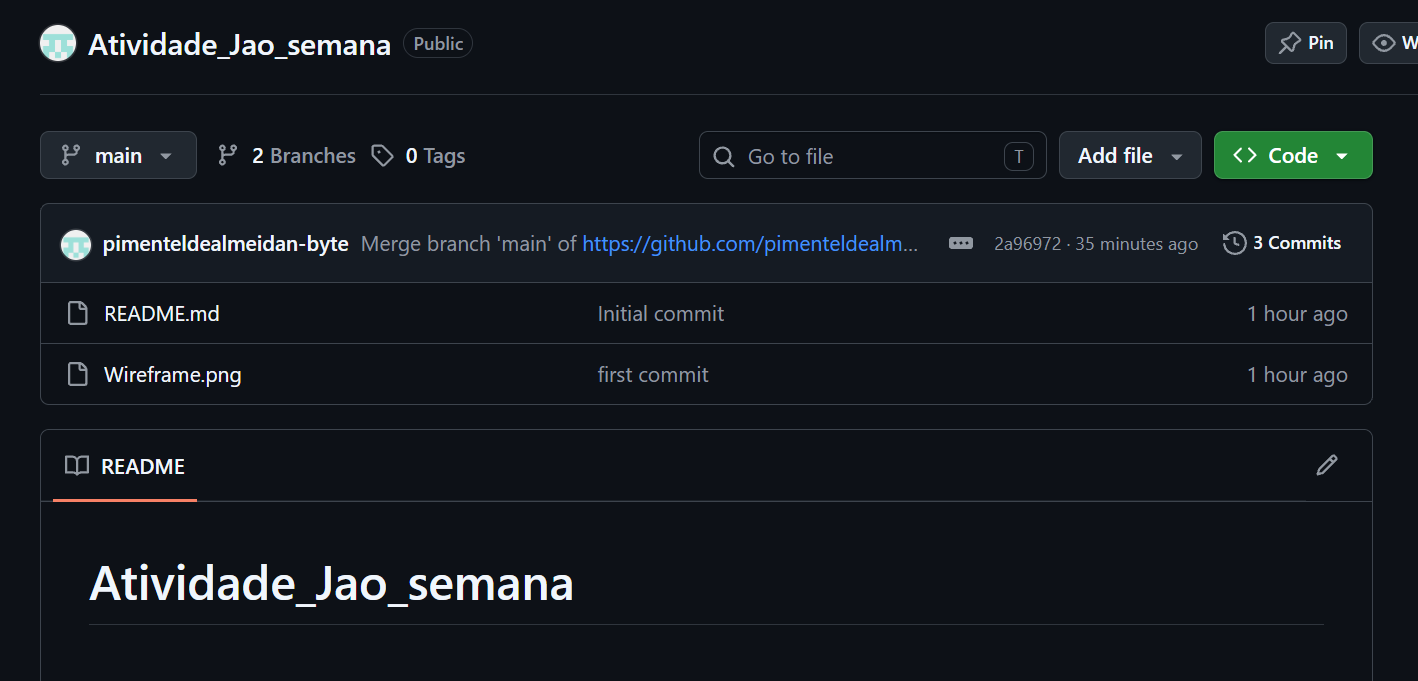 Atividade_Jao_semana Public Pin W
main 2 Branches 0 Tags Go to file T Add file Code
pimenteldealmeidan-byte Merge branch 'main' of https://github.com/pimenteldealm... 2a96972 · 35 minutes ago 3 Commits
README.md Initial commit 1 hour ago
Wireframe.png first commit 1 hour ago
README
Atividade_Jao_semana